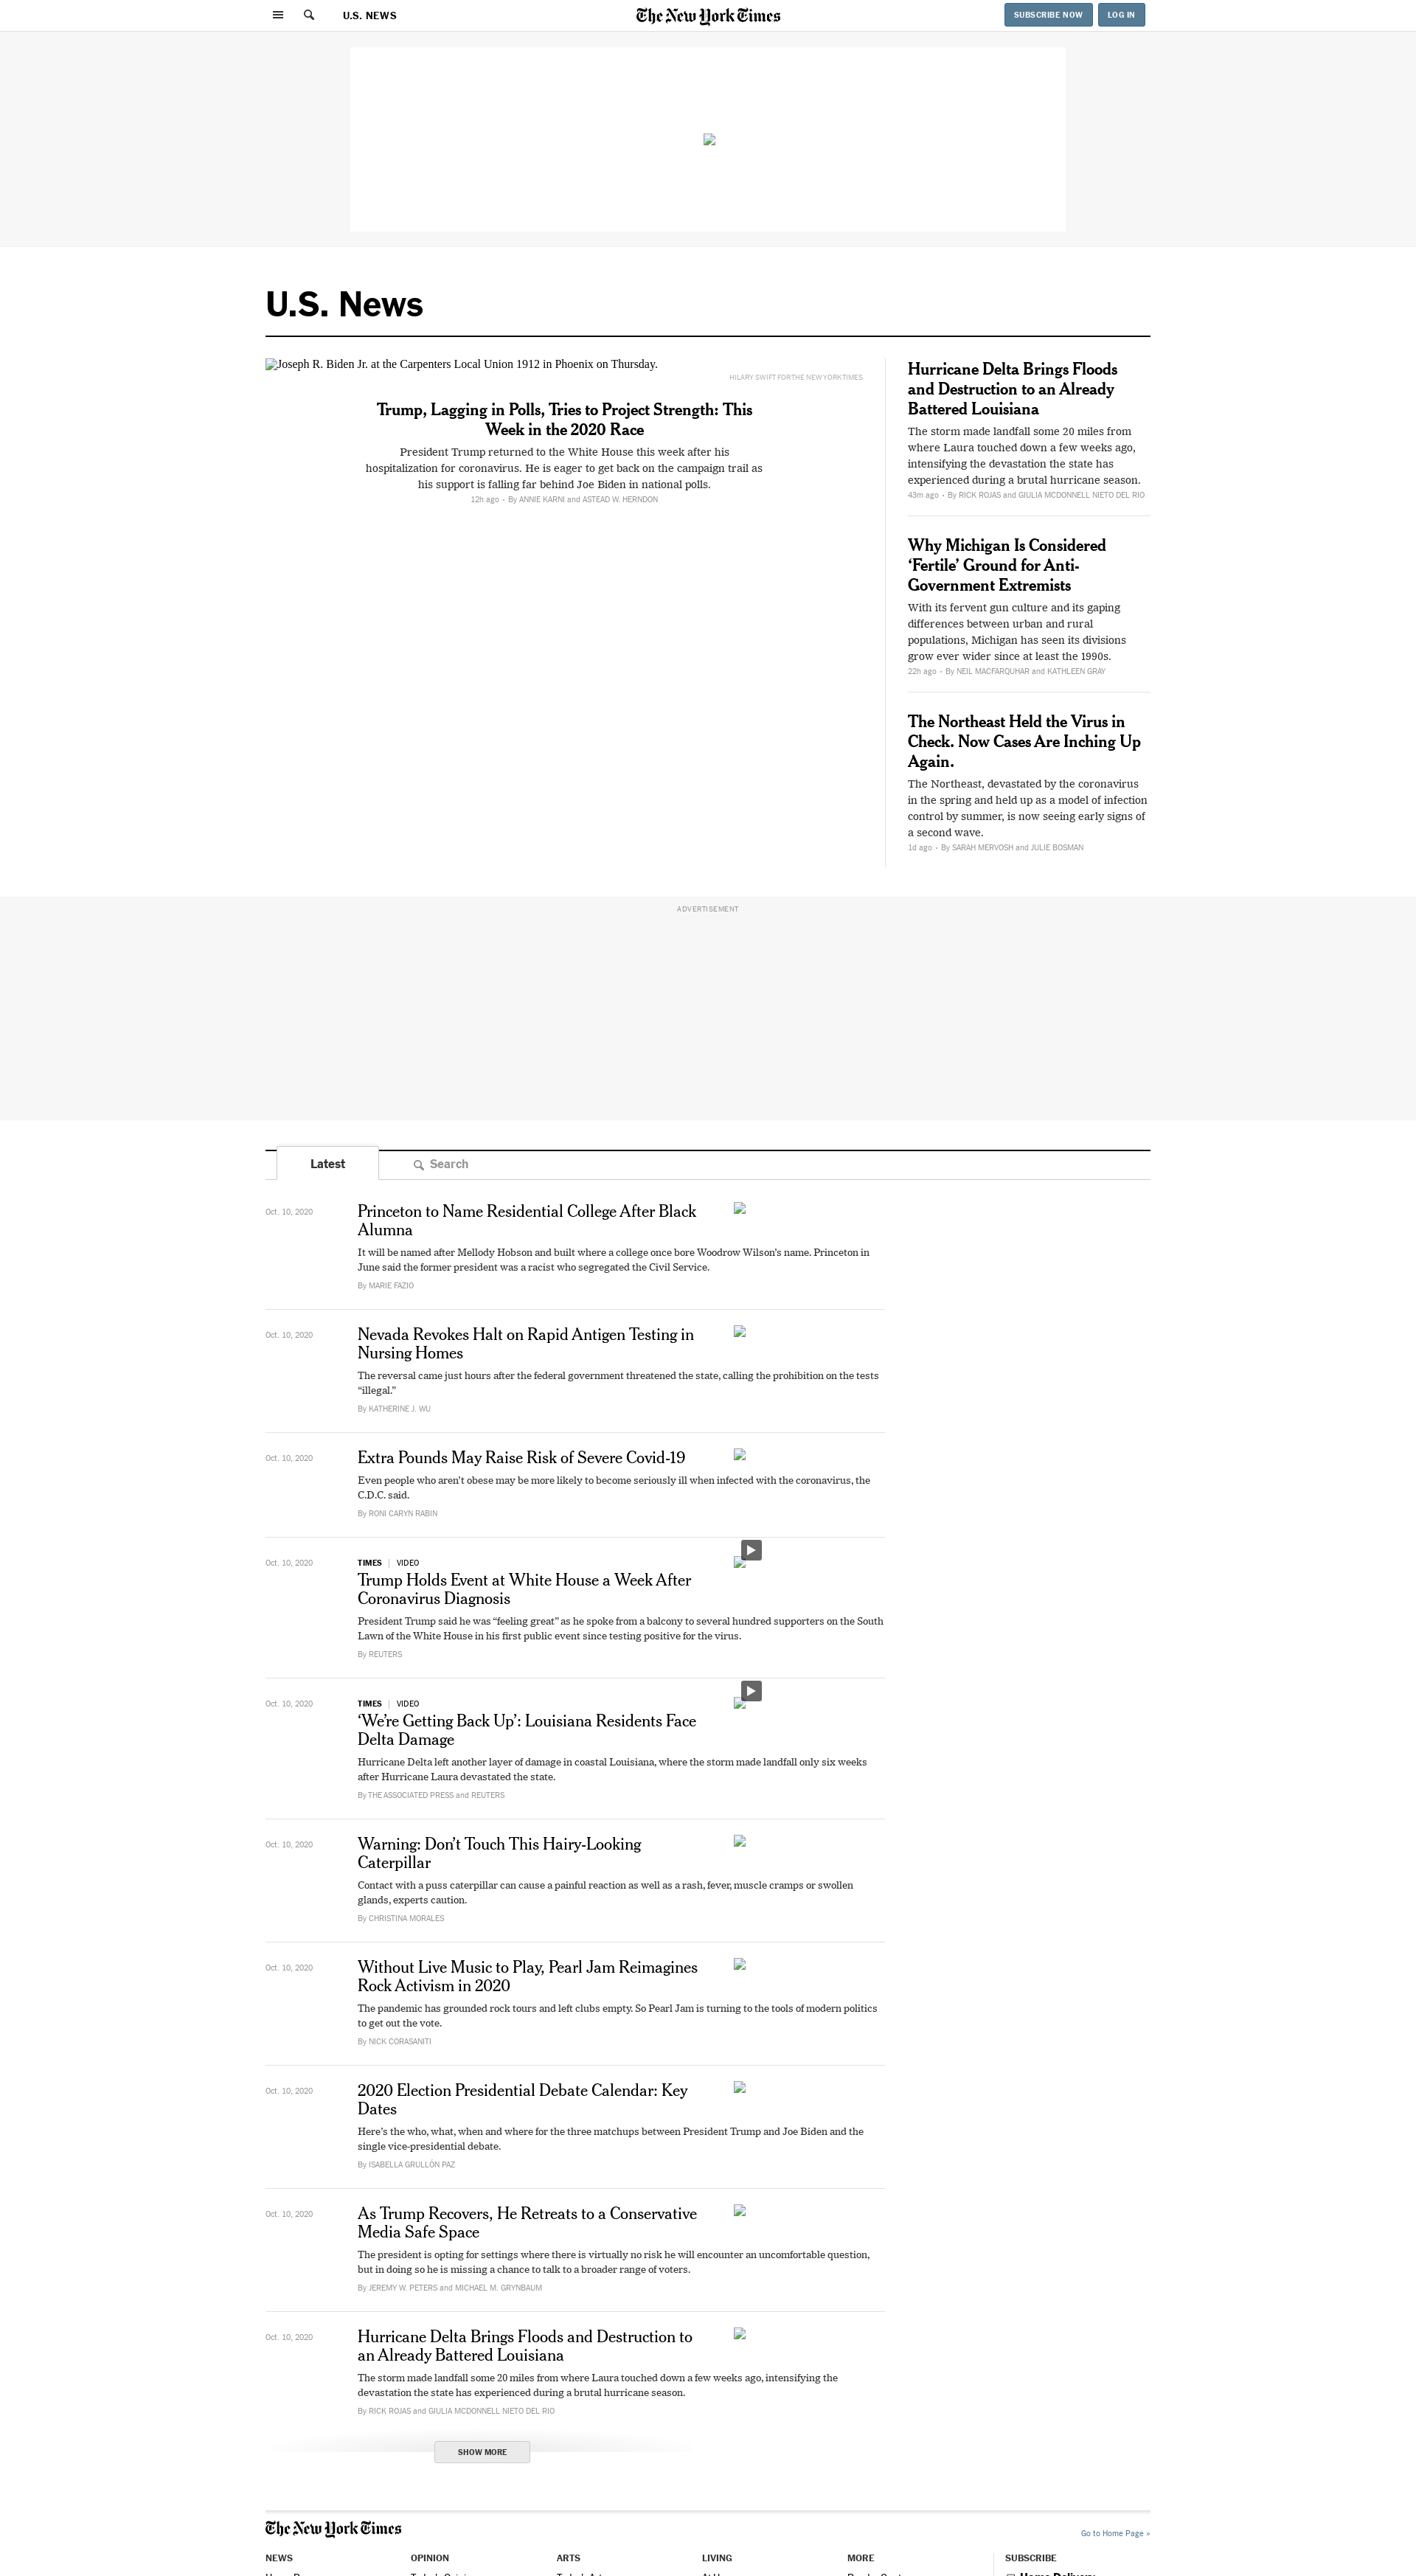 U.S. NEWS
The New York Times
SUBSCRIBE NOW
LOG IN
U.S. News
Joseph R. Biden Jr. at the Carpenters Local Union 1912 in Phoenix on Thursday.
HILARY SWIFT FOR THE NEW YORK TIMES
Trump, Lagging in Polls, Tries to Project Strength: This
Week in the 2020 Race
President Trump returned to the White House this week after his
hospitalization for coronavirus. He is eager to get back on the campaign trail as
his support is falling far behind Joe Biden in national polls.
12h ago · By ANNIE KARNI and ASTEAD W. HERNDON
Hurricane Delta Brings Floods
and Destruction to an Already
Battered Louisiana
The storm made landfall some 20 miles from
where Laura touched down a few weeks ago,
intensifying the devastation the state has
experienced during a brutal hurricane season.
43m ago · By RICK ROJAS and GIULIA MCDONNELL NIETO DEL RIO
Why Michigan Is Considered
‘Fertile’ Ground for Anti-
Government Extremists
With its fervent gun culture and its gaping
differences between urban and rural
populations, Michigan has seen its divisions
grow ever wider since at least the 1990s.
22h ago · By NEIL MACFARQUHAR and KATHLEEN GRAY
The Northeast Held the Virus in
Check. Now Cases Are Inching Up
Again.
The Northeast, devastated by the coronavirus
in the spring and held up as a model of infection
control by summer, is now seeing early signs of
a second wave.
1d ago · By SARAH MERVOSH and JULIE BOSMAN
ADVERTISEMENT
Latest
Search
Oct. 10, 2020
Princeton to Name Residential College After Black
Alumna
It will be named after Mellody Hobson and built where a college once bore Woodrow Wilson’s name. Princeton in
June said the former president was a racist who segregated the Civil Service.
By MARIE FAZIO
Oct. 10, 2020
Nevada Revokes Halt on Rapid Antigen Testing in
Nursing Homes
The reversal came just hours after the federal government threatened the state, calling the prohibition on the tests
“illegal.”
By KATHERINE J. WU
Oct. 10, 2020
Extra Pounds May Raise Risk of Severe Covid-19
Even people who aren’t obese may be more likely to become seriously ill when infected with the coronavirus, the
C.D.C. said.
By RONI CARYN RABIN
Oct. 10, 2020
TIMES | VIDEO
Trump Holds Event at White House a Week After
Coronavirus Diagnosis
President Trump said he was “feeling great” as he spoke from a balcony to several hundred supporters on the South
Lawn of the White House in his first public event since testing positive for the virus.
By REUTERS
Oct. 10, 2020
TIMES | VIDEO
‘We’re Getting Back Up’: Louisiana Residents Face
Delta Damage
Hurricane Delta left another layer of damage in coastal Louisiana, where the storm made landfall only six weeks
after Hurricane Laura devastated the state.
By THE ASSOCIATED PRESS and REUTERS
Oct. 10, 2020
Warning: Don’t Touch This Hairy-Looking
Caterpillar
Contact with a puss caterpillar can cause a painful reaction as well as a rash, fever, muscle cramps or swollen
glands, experts caution.
By CHRISTINA MORALES
Oct. 10, 2020
Without Live Music to Play, Pearl Jam Reimagines
Rock Activism in 2020
The pandemic has grounded rock tours and left clubs empty. So Pearl Jam is turning to the tools of modern politics
to get out the vote.
By NICK CORASANITI
Oct. 10, 2020
2020 Election Presidential Debate Calendar: Key
Dates
Here’s the who, what, when and where for the three matchups between President Trump and Joe Biden and the
single vice-presidential debate.
By ISABELLA GRULLÓN PAZ
Oct. 10, 2020
As Trump Recovers, He Retreats to a Conservative
Media Safe Space
The president is opting for settings where there is virtually no risk he will encounter an uncomfortable question,
but in doing so he is missing a chance to talk to a broader range of voters.
By JEREMY W. PETERS and MICHAEL M. GRYNBAUM
Oct. 10, 2020
Hurricane Delta Brings Floods and Destruction to
an Already Battered Louisiana
The storm made landfall some 20 miles from where Laura touched down a few weeks ago, intensifying the
devastation the state has experienced during a brutal hurricane season.
By RICK ROJAS and GIULIA MCDONNELL NIETO DEL RIO
SHOW MORE
The New York Times
Go to Home Page »
NEWS
OPINION
ARTS
LIVING
MORE
SUBSCRIBE